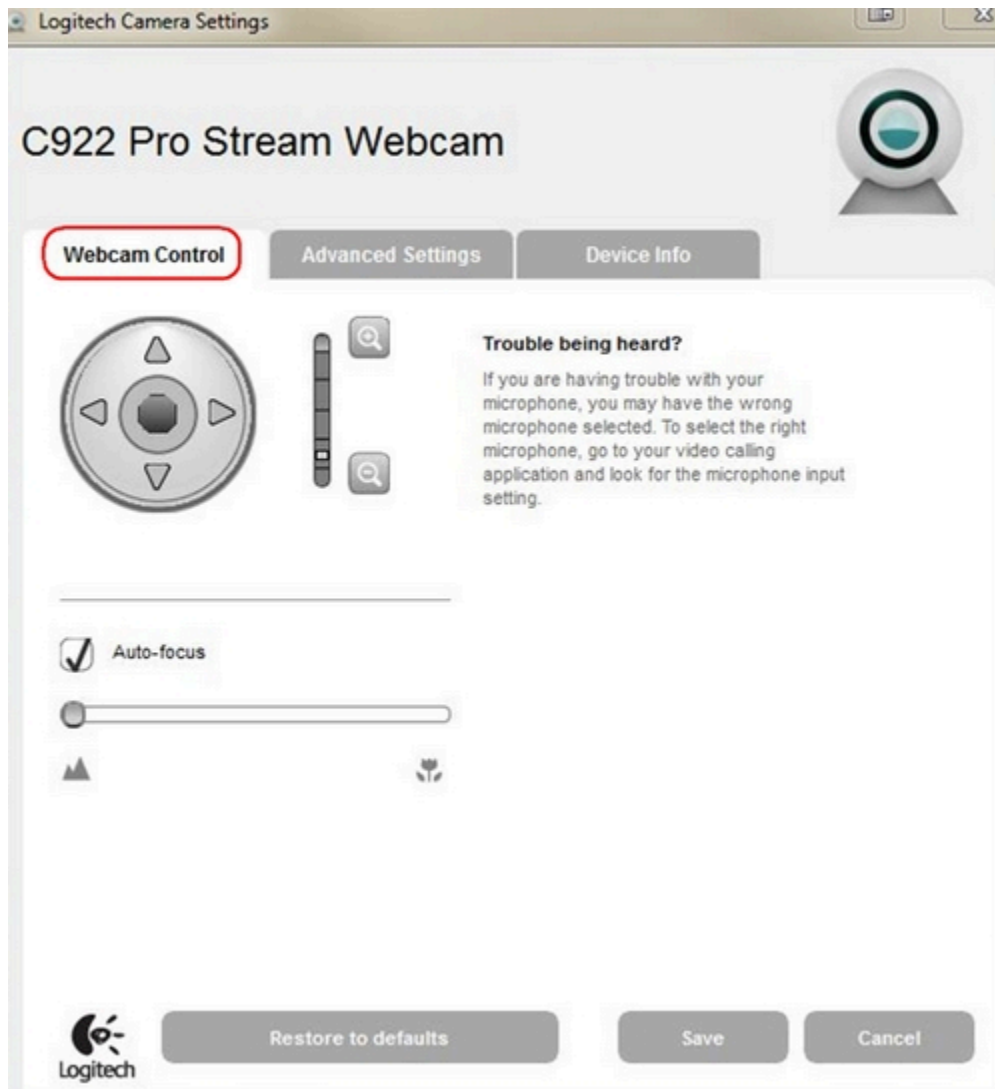 Logitech Camera Settings
C922 Pro Stream Webcam
Webcam Control
Advanced Settings
Device Info
Trouble being heard?
If you are having trouble with your
microphone, you may have the wrong
microphone selected. To select the right
microphone, go to your video calling
application and look for the microphone input
setting.
Auto-focus
Logitech
Restore to defaults
Save
Cancel